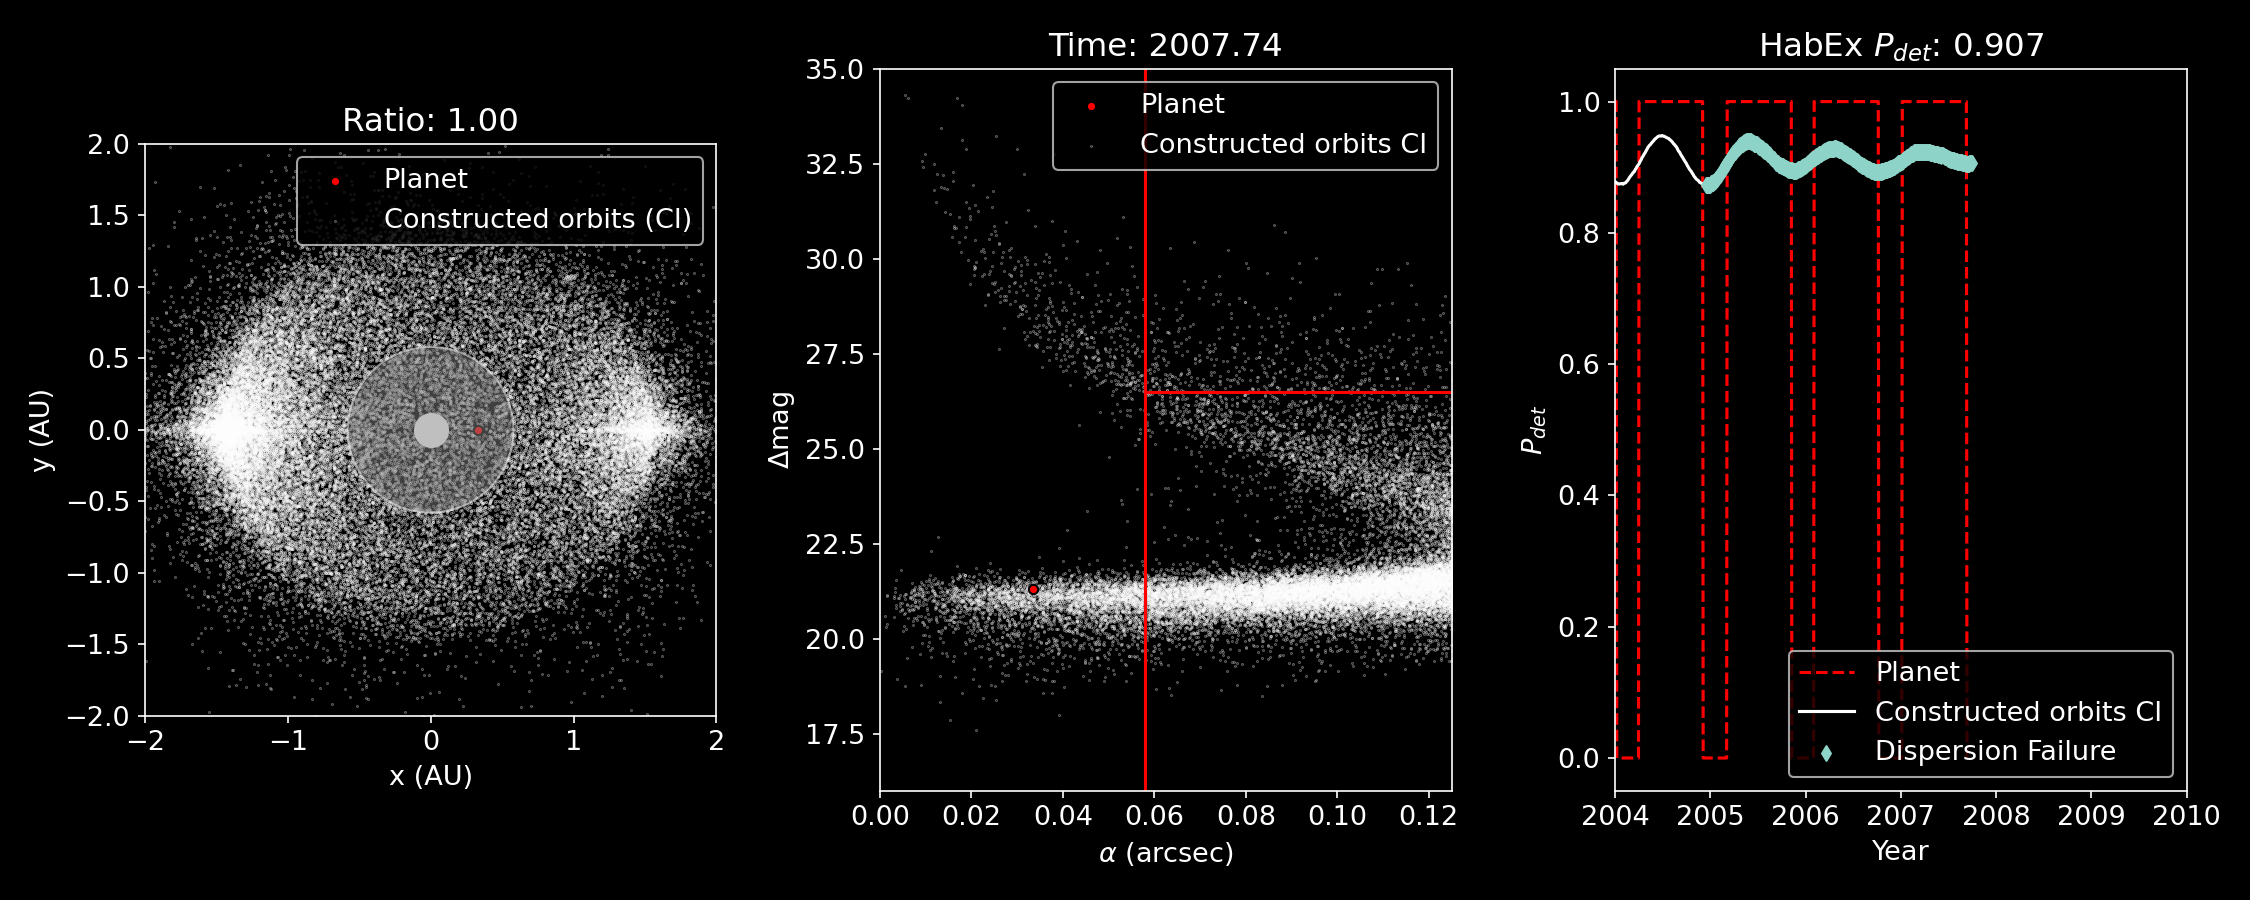 Ratio: 1.00
Planet
Constructed orbits (CI)
2.0
1.5
1.0
0.5
0.0
−0.5
−1.0
−1.5
−2.0
y (AU)
−2
−1
0
1
2
x (AU)
Time: 2007.74
Planet
Constructed orbits CI
35.0
32.5
30.0
27.5
25.0
22.5
20.0
17.5
Δmag
0.00
0.02
0.04
0.06
0.08
0.10
0.12
α (arcsec)
HabEx P_det: 0.907
1.0
0.8
0.6
0.4
0.2
0.0
P_det
Planet
Constructed orbits CI
Dispersion Failure
2004
2005
2006
2007
2008
2009
2010
Year